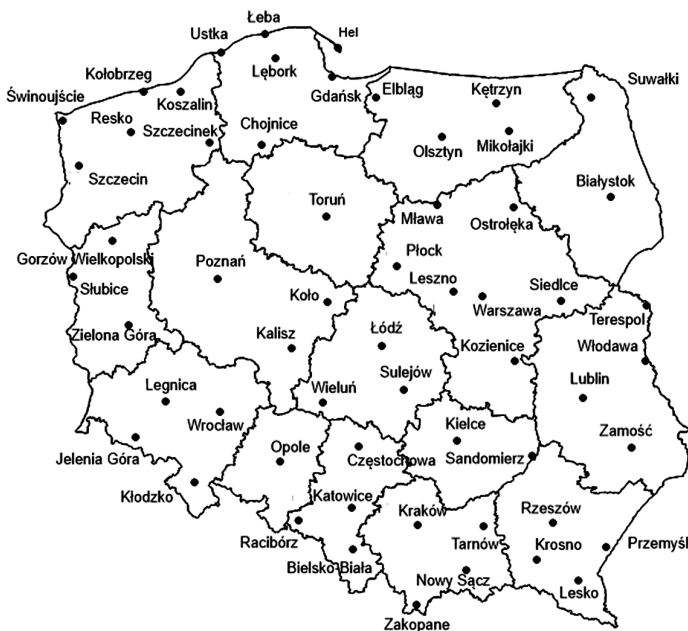 Łeba
Hel
Ustka
Lębork
Kołobrzeg
Koszalin
Gdańsk
Elbląg
Kętrzyn
Suwałki
Świnoujście
Resko
Szczecinek
Chojnice
Olsztyn
Mikołajki
Szczecin
Toruń
Białystok
Mława
Ostrołęka
Gorzów Wielkopolski
Poznań
Płock
Słubice
Leszno
Siedlce
Koło
Warszawa
Terespol
Zielona Góra
Kalisz
Łódź
Kozienice
Włodawa
Legnica
Wieluń
Sulejów
Lublin
Wrocław
Kielce
Zamość
Jelenia Góra
Opole
Częstochowa
Sandomierz
Kłodzko
Katowice
Kraków
Rzeszów
Racibórz
Tarnów
Krosno
Przemyśl
Bielsko-Biała
Nowy Sącz
Lesko
Zakopane